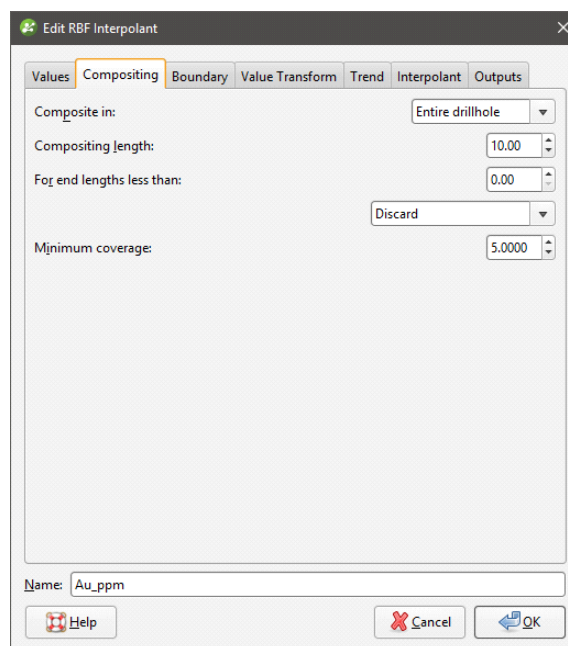 Edit RBF Interpolant
Values Compositing Boundary Value Transform Trend Interpolant Outputs
Composite in: Entire drillhole
Compositing length: 10.00
For end lengths less than: 0.00
Discard
Minimum coverage: 5.0000
Name: Au_ppm
Help Cancel OK